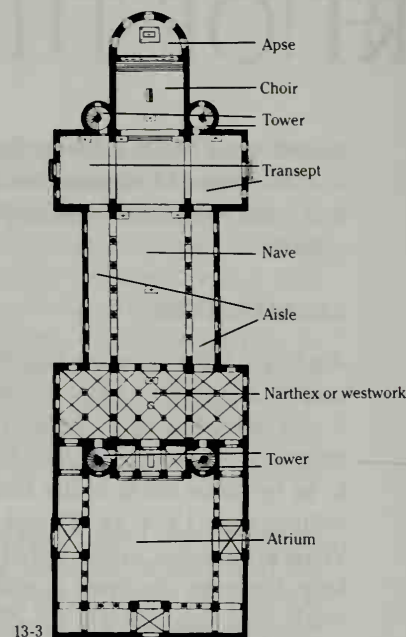 Apse
Choir
Tower
Transept
Nave
Aisle
Narthex or westwork
Tower
Atrium
13-3